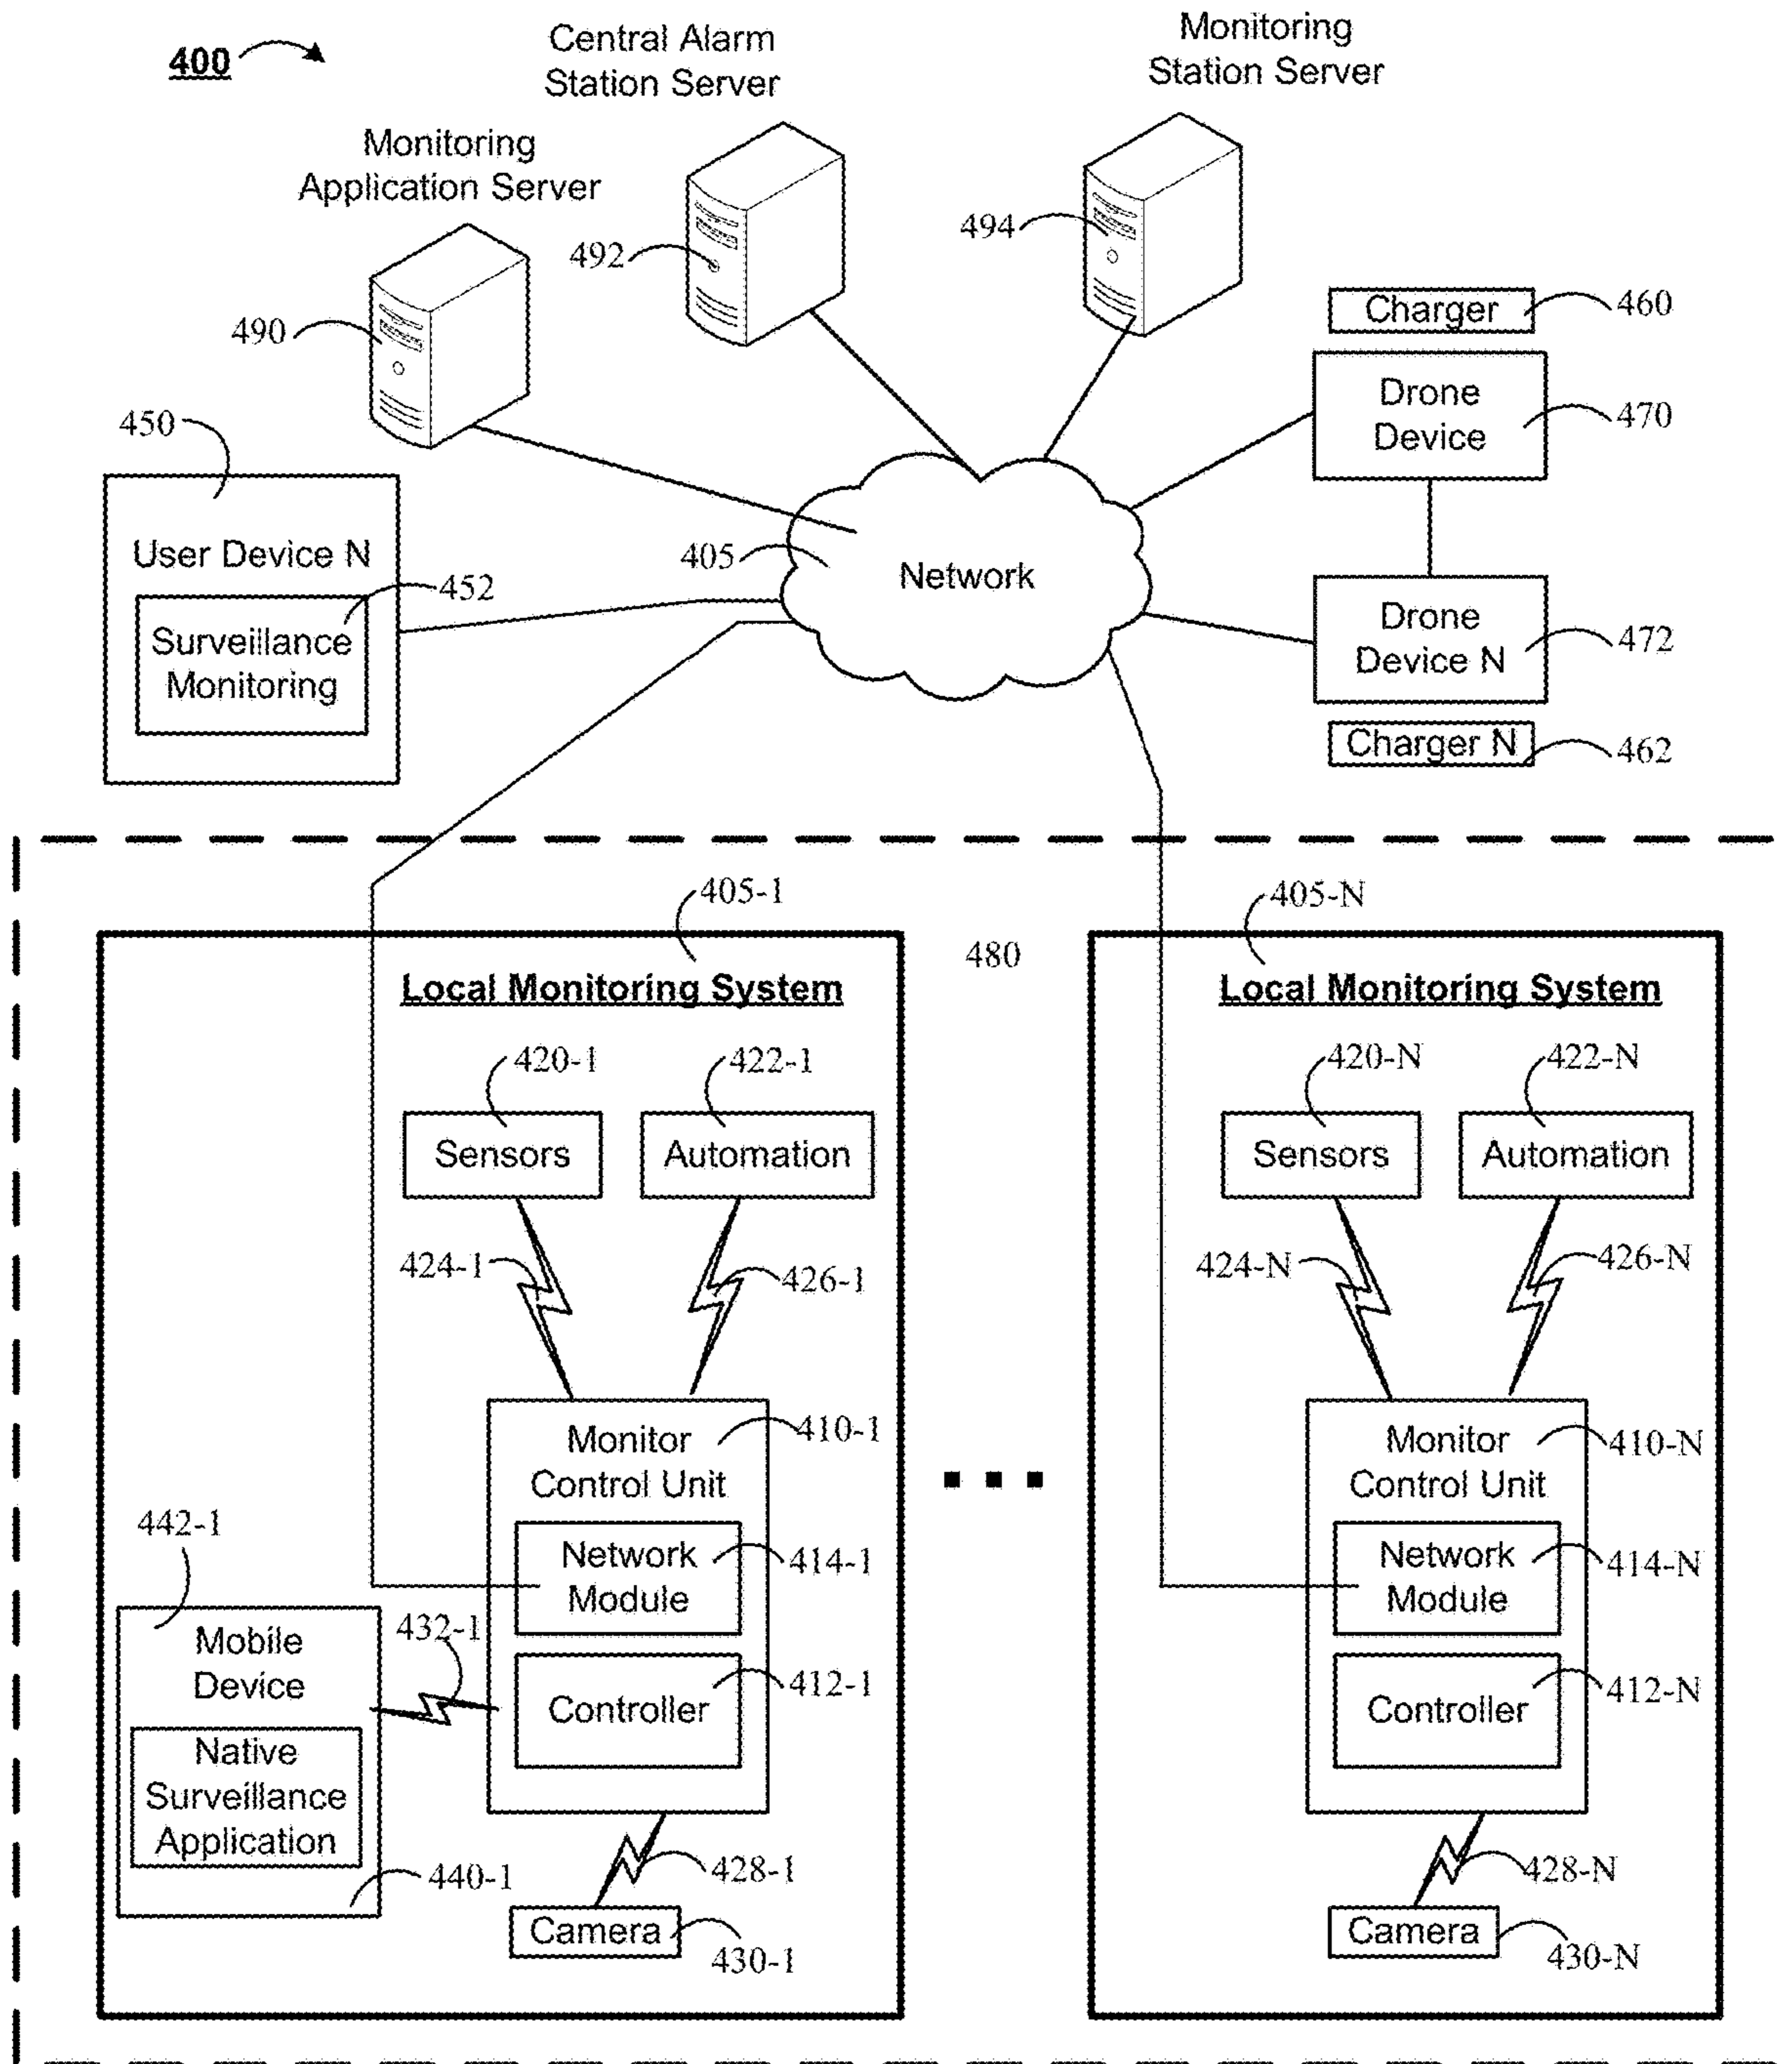 400
Central Alarm
Station Server
Monitoring
Station Server
Monitoring
Application Server
490
492
494
Charger
460
Drone
Device
470
450
User Device N
452
Surveillance
Monitoring
405
Network
Drone
Device N
472
Charger N
462
405-1
480
405-N
Local Monitoring System
420-1
422-1
Sensors
Automation
424-1
426-1
410-1
Monitor
Control Unit
442-1
Network
Module
414-1
432-1
Mobile
Device
Controller
412-1
Native
Surveillance
Application
440-1
428-1
Camera
430-1
Local Monitoring System
420-N
422-N
Sensors
Automation
424-N
426-N
Monitor
Control Unit
410-N
Network
Module
414-N
Controller
412-N
428-N
Camera
430-N